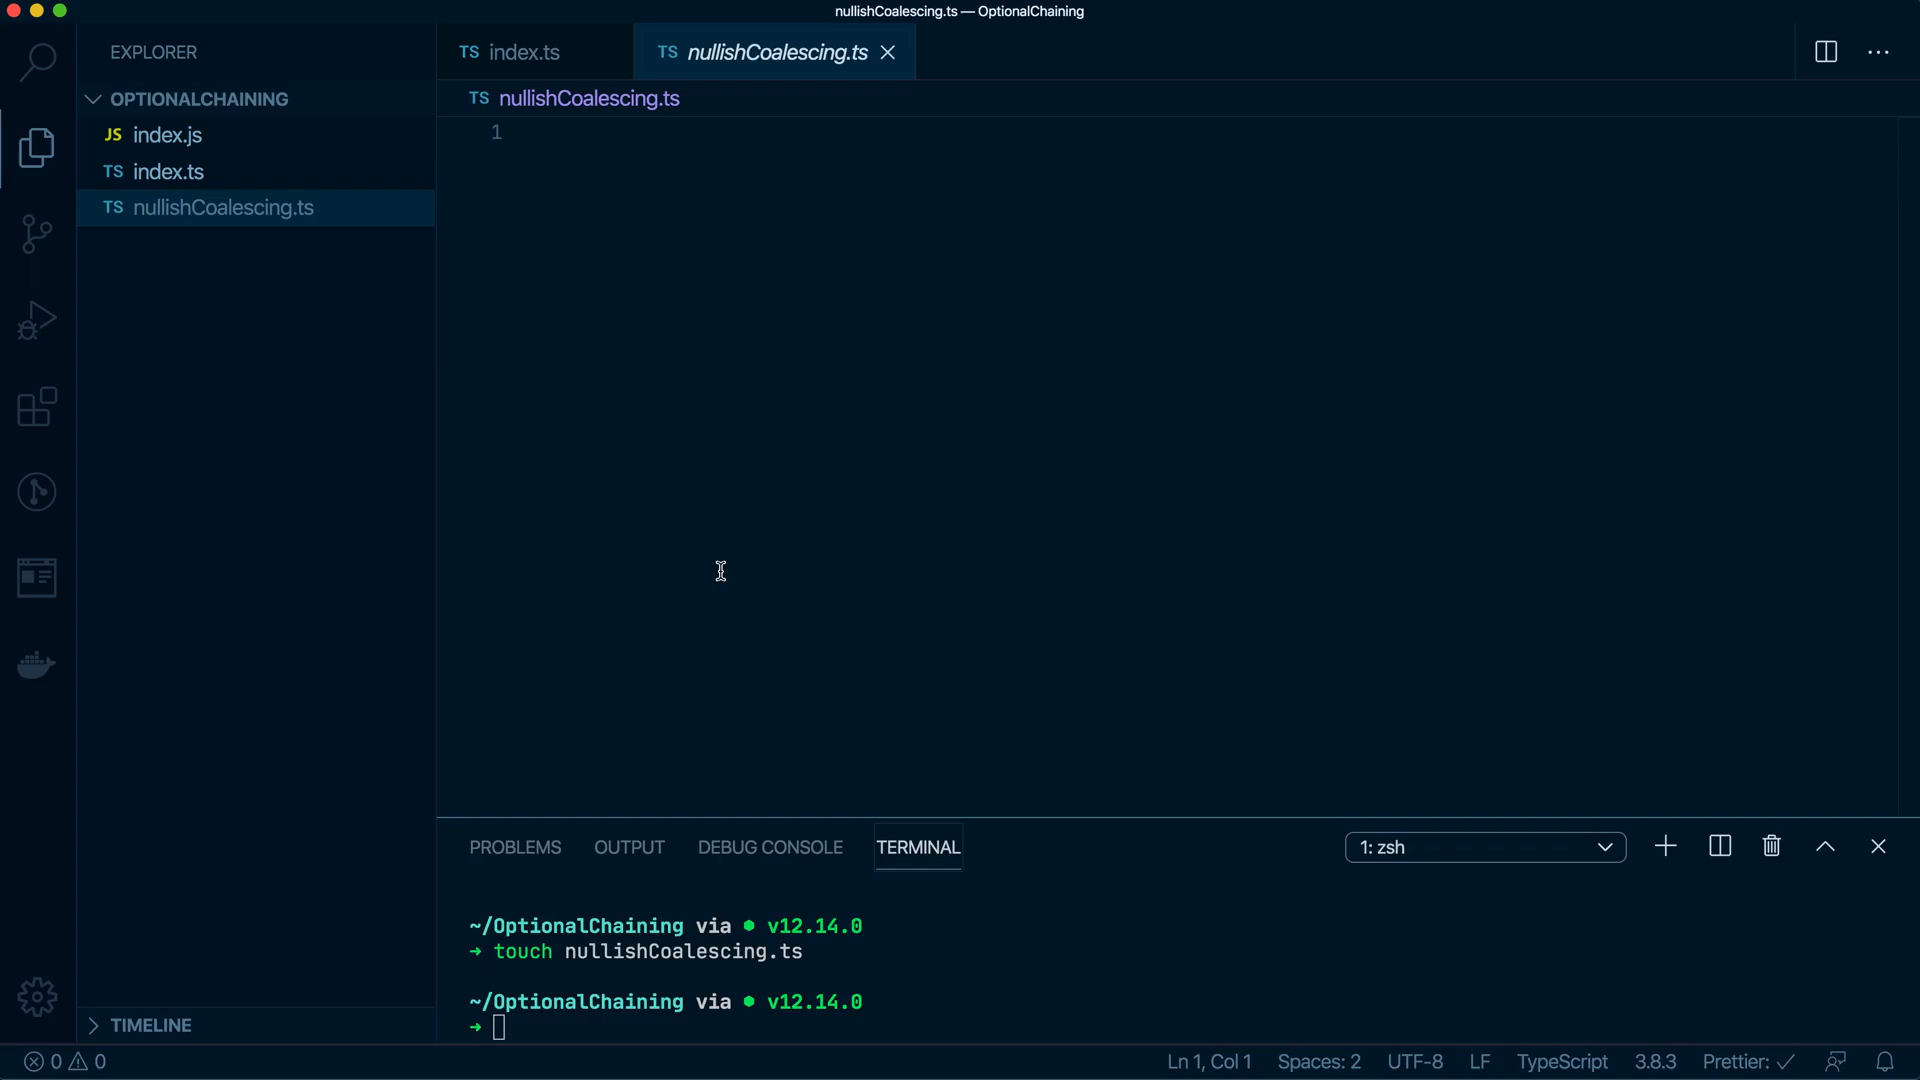 nullishCoalescing.ts — OptionalChaining
EXPLORER
OPTIONALCHAINING
JS index.js
TS index.ts
TS nullishCoalescing.ts
TIMELINE
TS index.ts
TS nullishCoalescing.ts
TS nullishCoalescing.ts
1
PROBLEMS OUTPUT DEBUG CONSOLE TERMINAL
1: zsh
~/OptionalChaining via ⬢ v12.14.0
➜ touch nullishCoalescing.ts
~/OptionalChaining via ⬢ v12.14.0
➜
0 0
Ln 1, Col 1 Spaces: 2 UTF-8 LF TypeScript 3.8.3 Prettier: ✓